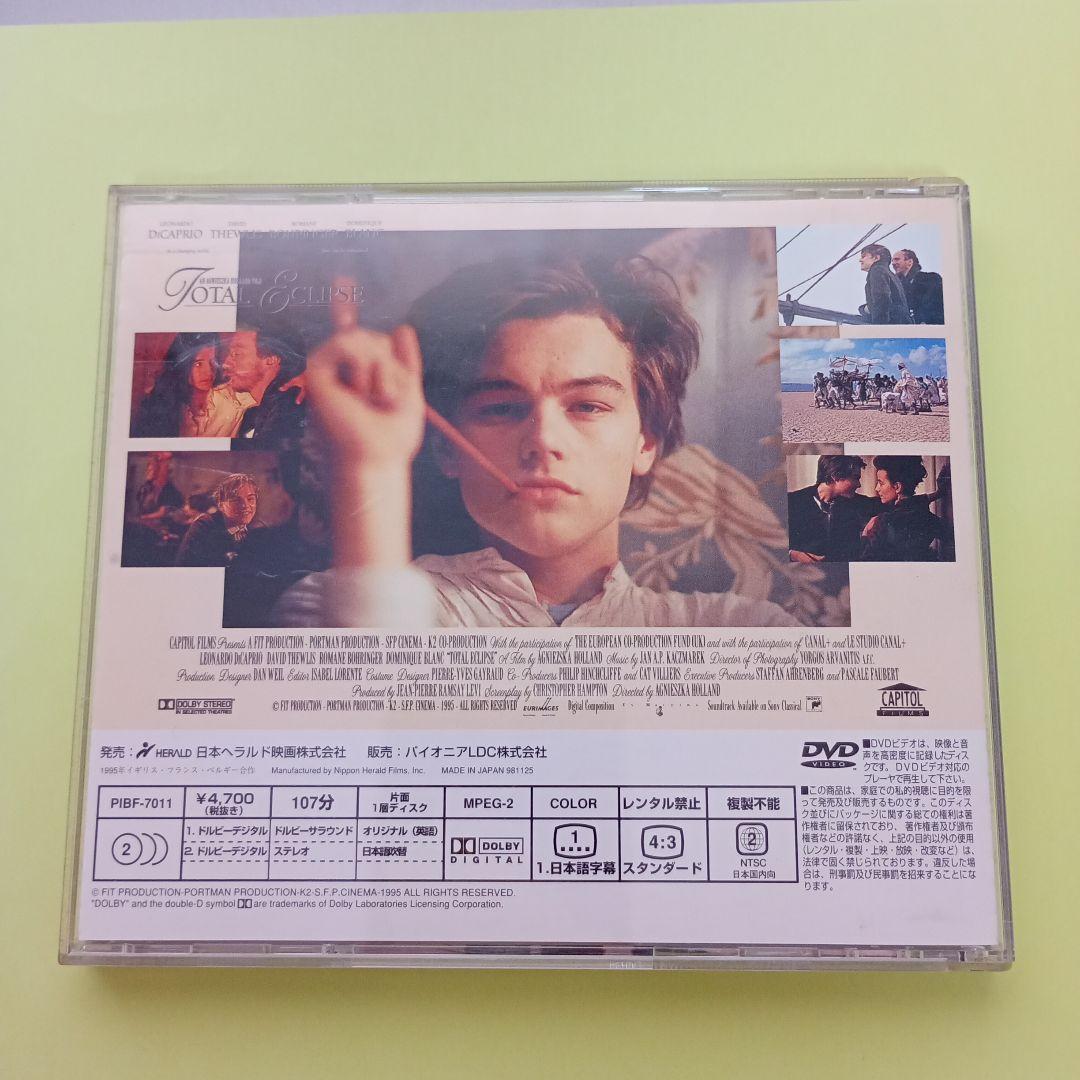 LEONARDO DAVID ROMANE DOMINIQUE
DiCAPRIO THEWLIS BOHRINGER BLANC
AN AGNIESZKA HOLLAND FILM
TOTAL ECLIPSE
CAPITOL FILMS Presents A FIT PRODUCTION - PORTMAN PRODUCTION - SFP CINEMA - K2 CO-PRODUCTION With the participation of THE EUROPEAN CO-PRODUCTION FUND (UK) and with the participation of CANAL+ and LE STUDIO CANAL+
LEONARDO DiCAPRIO DAVID THEWLIS ROMANE BOHRINGER DOMINIQUE BLANC "TOTAL ECLIPSE" A Film by AGNIESZKA HOLLAND Music by JAN A.P. KACZMAREK Director of Photography YORGOS ARVANITIS A.F.C.
Production Designer DAN WEIL Editor ISABEL LORENTE Costume Designer PIERRE-YVES GAYRAUD Co-Producers PHILIP HINCHCLIFFE and CAT VILLIERS Executive Producers STAFFAN AHRENBERG and PASCALE FAUBERT
Produced by JEAN-PIERRE RAMSAY LEVI Screenplay by CHRISTOPHER HAMPTON Directed by AGNIESZKA HOLLAND
DOLBY STEREO
IN SELECTED THEATRES
© FIT PRODUCTION - PORTMAN PRODUCTION - K2 - S.F.P. CINEMA - 1995 - ALL RIGHTS RESERVED EURIMAGES Digital Composition Soundtrack Available on Sony Classical SONY
CAPITOL
FILMS
発売: HERALD 日本ヘラルド映画株式会社 販売:パイオニアLDC株式会社
1995年イギリス・フランス・ベルギー合作 Manufactured by Nippon Herald Films, Inc. MADE IN JAPAN 981125
DVD
VIDEO
■DVDビデオは、映像と音
声を高密度に記録したディス
クです。DVDビデオ対応の
プレーヤで再生して下さい。
■この商品は、家庭での私的視聴に目的を限
って発売及び販売するものです。このディス
ク並びにパッケージに関する総ての権利は著
作権者に留保されており、著作権者及び頒布
権者などの許諾なく、上記の目的以外の使用
(レンタル・複製・上映・放映・改変など)は、
法律で固く禁じられております。違反した場
合は、刑事罰及び民事罰を招来することにな
ります。
PIBF-7011 ¥4,700 (税抜き) 107分 片面 1層ディスク MPEG-2 COLOR レンタル禁止 複製不能
2 1. ドルビーデジタル ドルビーサラウンド オリジナル(英語)
2. ドルビーデジタル ステレオ 日本語吹替
DOLBY
DIGITAL
1
1.日本語字幕
4:3
スタンダード
2
NTSC
日本国内向
© FIT PRODUCTION-PORTMAN PRODUCTION-K2-S.F.P.CINEMA-1995 ALL RIGHTS RESERVED.
"DOLBY" and the double-D symbol are trademarks of Dolby Laboratories Licensing Corporation.